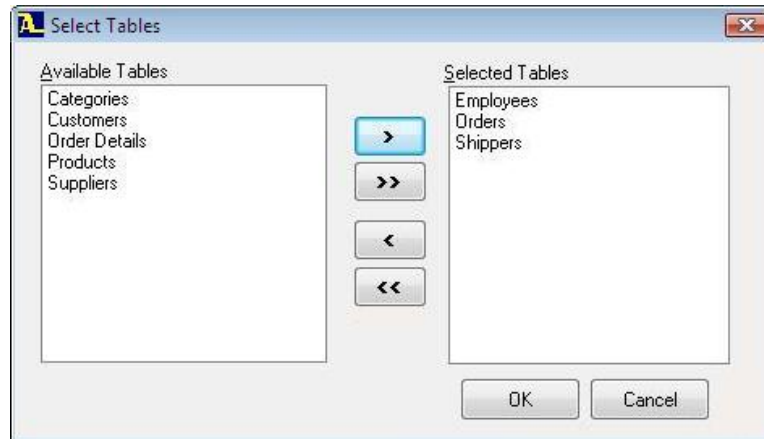 Select Tables
Available Tables
Categories
Customers
Order Details
Products
Suppliers
>
>>
<
<<
Selected Tables
Employees
Orders
Shippers
OK
Cancel